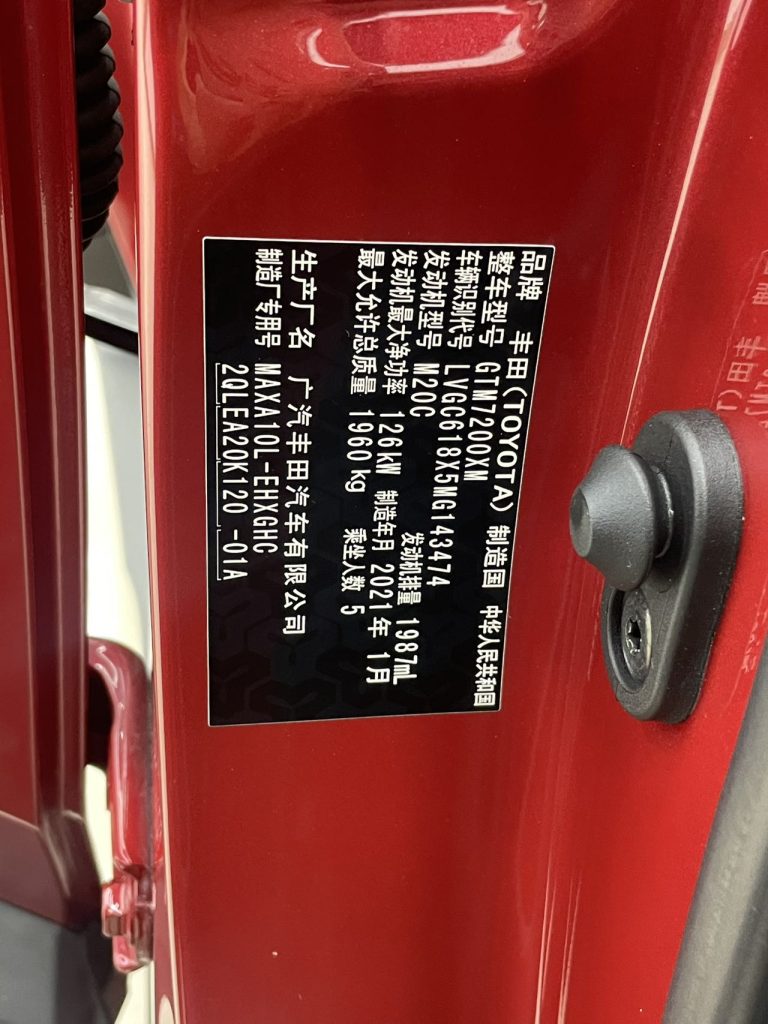 品牌 丰田(TOYOTA) 制造国 中华人民共和国
整车型号 GTM7200XM
车辆识别代号 LVGC618X5MG143474
发动机型号 M20C 发动机排量 1987mL
发动机最大净功率 126kW 制造年月 2021年 1月
最大允许总质量 1960kg 乘坐人数 5
生产厂名 广汽丰田汽车有限公司
制造厂专用号 MAXA10L-EHXGHC
2QLEA20K120 -01A